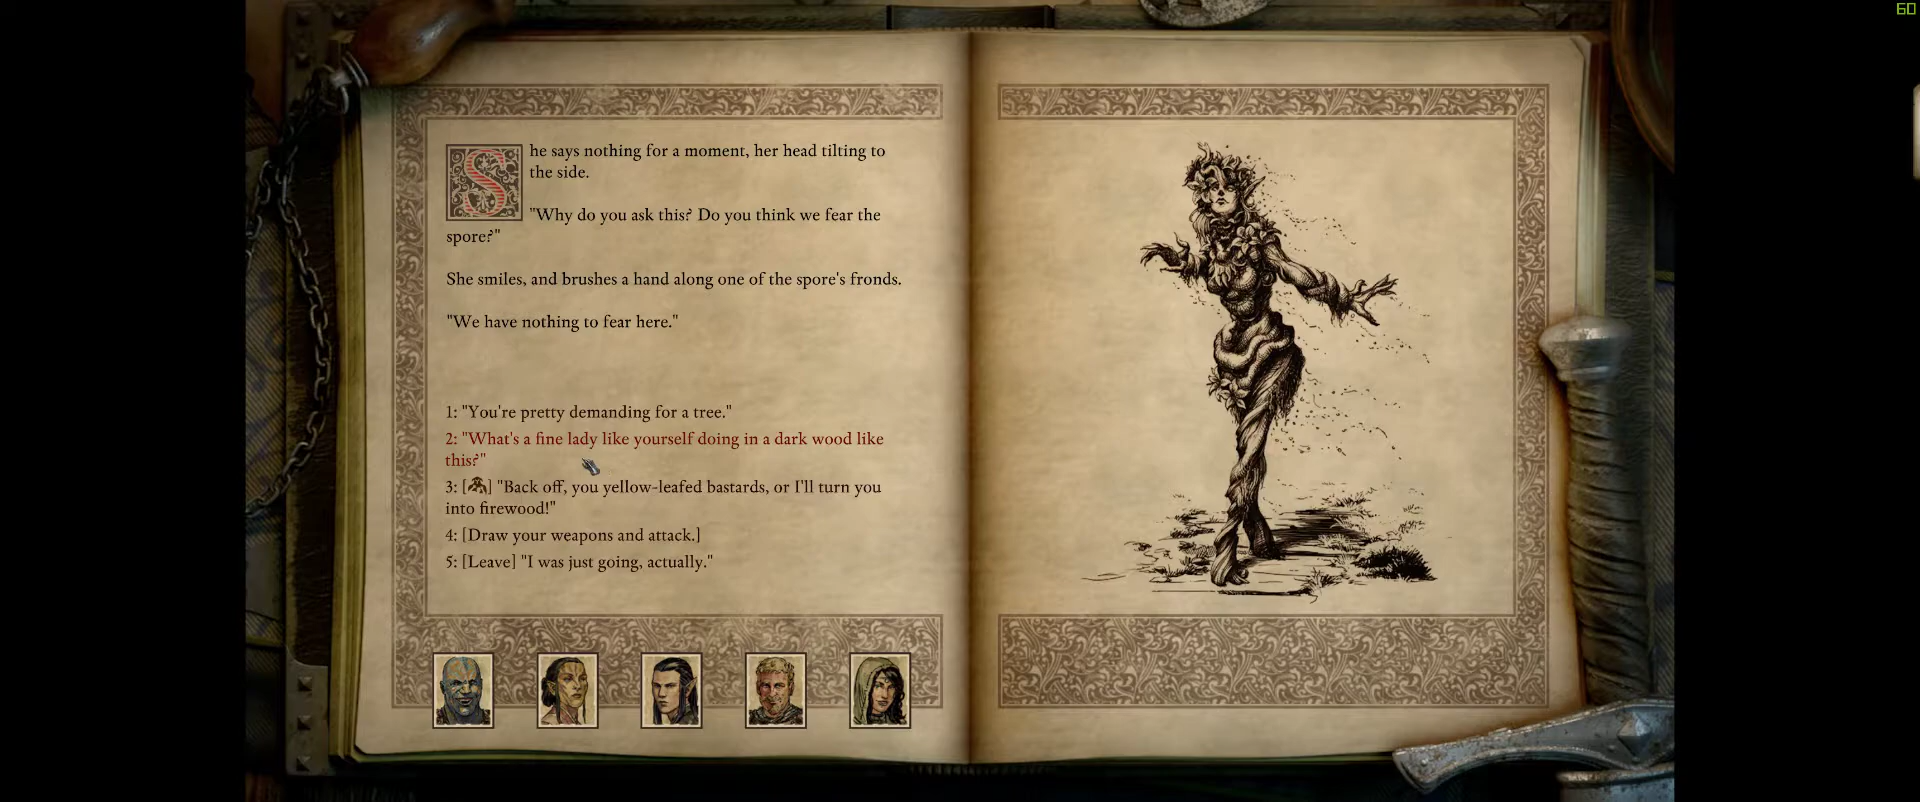 60
She says nothing for a moment, her head tilting to
the side.
"Why do you ask this? Do you think we fear the
spore?"
She smiles, and brushes a hand along one of the spore's fronds.
"We have nothing to fear here."
1: "You're pretty demanding for a tree."
2: "What's a fine lady like yourself doing in a dark wood like
this?"
3: [] "Back off, you yellow-leafed bastards, or I'll turn you
into firewood!"
4: [Draw your weapons and attack.]
5: [Leave] "I was just going, actually."